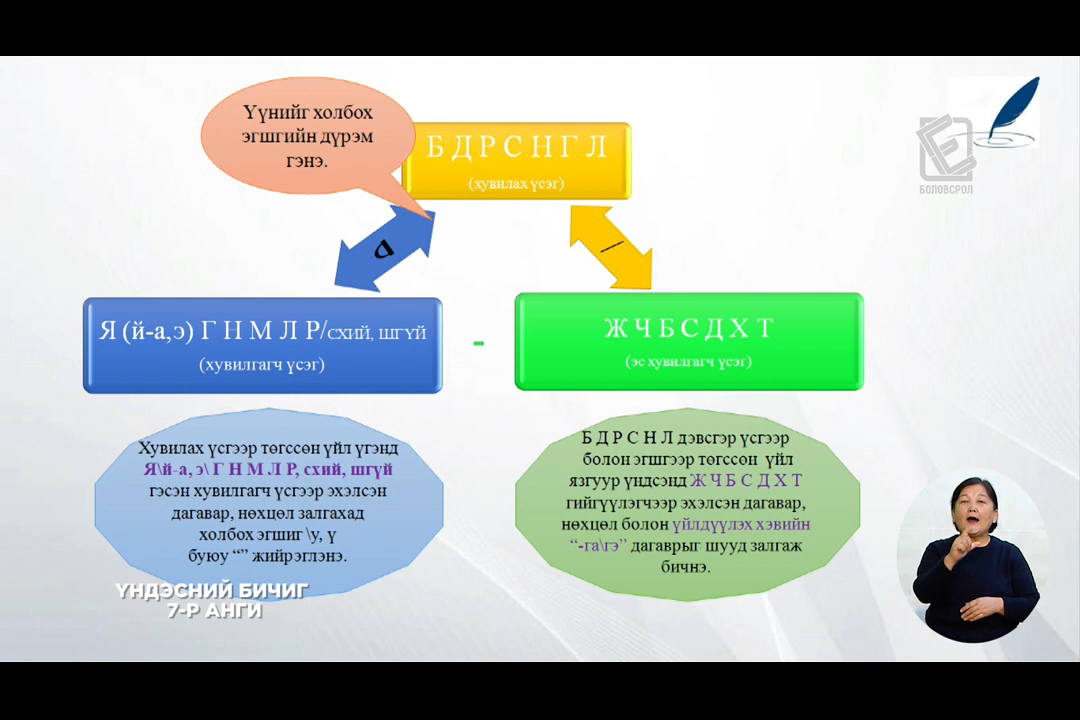 Үүнийг холбох
эгшгийн дүрэм
гэнэ.
Б Д Р С Н Г Л
(хувилах үсэг)
БОЛОВСРОЛ
Я (й-а,э) Г Н М Л Р/СХИЙ, ШГҮЙ
(хувилгагч үсэг)
-
Ж Ч Б С Д Х Т
(эс хувилгагч үсэг)
Хувилах үсгээр төгссөн үйл үгэнд
Я\й-а, э\ Г Н М Л Р, схий, шгүй
гэсэн хувилгагч үсгээр эхэлсэн
дагавар, нөхцөл залгахад
холбох эгшиг \у, ү
буюу “” жийрэглэнэ.
Б Д Р С Н Л дэвсгэр үсгээр
болон эгшгээр төгссөн үйл
язгуур үндсэнд Ж Ч Б С Д Х Т
гийгүүлэгчээр эхэлсэн дагавар,
нөхцөл болон үйлдүүлэх хэвийн
“-га\гэ” дагаврыг шууд залгаж
бичнэ.
ҮНДЭСНИЙ БИЧИГ
7-Р АНГИ